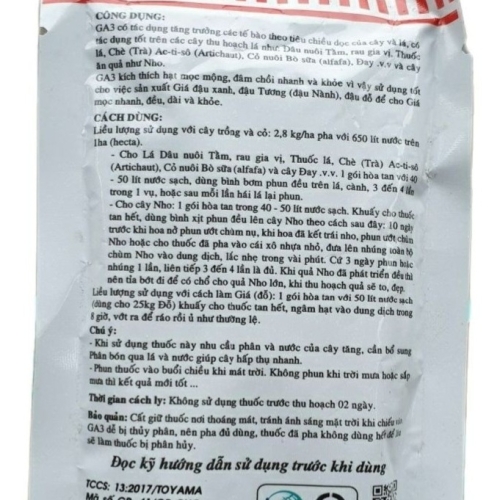 CÔNG DỤNG:
GA3 có tác dụng tăng trưởng các tế bào theo tiêu chiều dọc của cây và lá, có
tác dụng tốt trên các cây thu hoạch lá như Dâu nuôi Tằm, rau gia vị. Thuốc
lá, Chè (Trà) Ac-ti-sô (Artichaut), Cỏ nuôi Bò sữa (alfafa), Đay .v.v và cây
ăn quả như Nho.
GA3 kích thích hạt mọc mộng, đâm chồi nhanh và khỏe vì vậy sử dụng tốt
cho việc sản xuất Giá đậu xanh, đậu Tương (đậu Nành), đậu đỗ để cho Giá
mọc nhanh, đều, dài và khỏe.
CÁCH DÙNG:
Liều lượng sử dụng với cây trồng và cỏ: 2,8 kg/ha pha với 650 lít nước trên
1ha (hecta).
- Cho Lá Dâu nuôi Tằm, rau gia vị, Thuốc lá, Chè (Trà) Ac-ti-sô
(Artichaut), Cỏ nuôi Bò sữa (alfafa) và cây Đay .v.v. 1 gói hòa tan với 40
- 50 lít nước sạch, dùng bình bơm phun đều trên lá, cành, 3 đến 4 lần
trong 1 vụ, hoặc sau mỗi lần hái lá lại phun.
- Cho cây Nho: 1 gói hòa tan trong 40 - 50 lít nước sạch. Khuấy cho thuốc
tan hết, dùng bình xịt phun đều lên cây Nho theo cách sau đây: 10 ngày
trước khi hoa nở phun ướt chùm nụ, khi hoa đã kết trái nho, phun ướt chùm
Nho hoặc cho thuốc đã pha vào cái xô nhựa nhỏ, đưa lên nhúng toàn bộ
chùm Nho vào dung dịch, lắc nhẹ trong vài phút. Cứ 3 ngày phun hoặc
nhúng 1 lần, liên tiếp 3 đến 4 lần là đủ. Khi quả Nho đã phát triển đều thì
nên tỉa bớt đi để có chỗ cho quả Nho lớn, khi thu hoạch quả sẽ to, đẹp.
Liều lượng sử dụng với cách làm Giá (đỗ): 1 gói hòa tan với 50 lít nước sạch
(dùng cho 25kg Đỗ) khuấy cho thuốc tan hết, ngâm hạt vào dung dịch trong
8 giờ, vớt ra để ráo rồi ủ như thường lệ.
Chú ý:
- Khi sử dụng thuốc này nhu cầu phân và nước của cây tăng, cần bổ sung
Phân bón qua lá và nước giúp cây hấp thụ nhanh.
- Phun thuốc vào buổi chiều khi mát trời. Không phun khi trời mưa hoặc sắp
mưa thì kết quả mới tốt ...
Thời gian cách ly: Không sử dụng thuốc trước thu hoạch 02 ngày.
Bảo quản: Cất giữ thuốc nơi thoáng mát, tránh ánh sáng mặt trời khi chiếu vào
GA3 dễ bị thủy phân, nên pha đủ dùng, thuốc đã pha không dùng hết để
sẽ làm thuốc bị phân hủy.
Đọc kỹ hướng dẫn sử dụng trước khi dùng
TCCS: 13:2017/TOYAMA